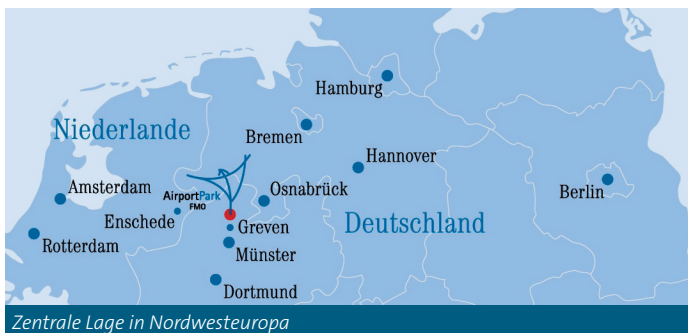 Hamburg
Niederlande
Bremen
Hannover
Amsterdam
AirportPark
FMO
Osnabrück
Berlin
Enschede
Greven
Deutschland
Rotterdam
Münster
Dortmund
Zentrale Lage in Nordwesteuropa